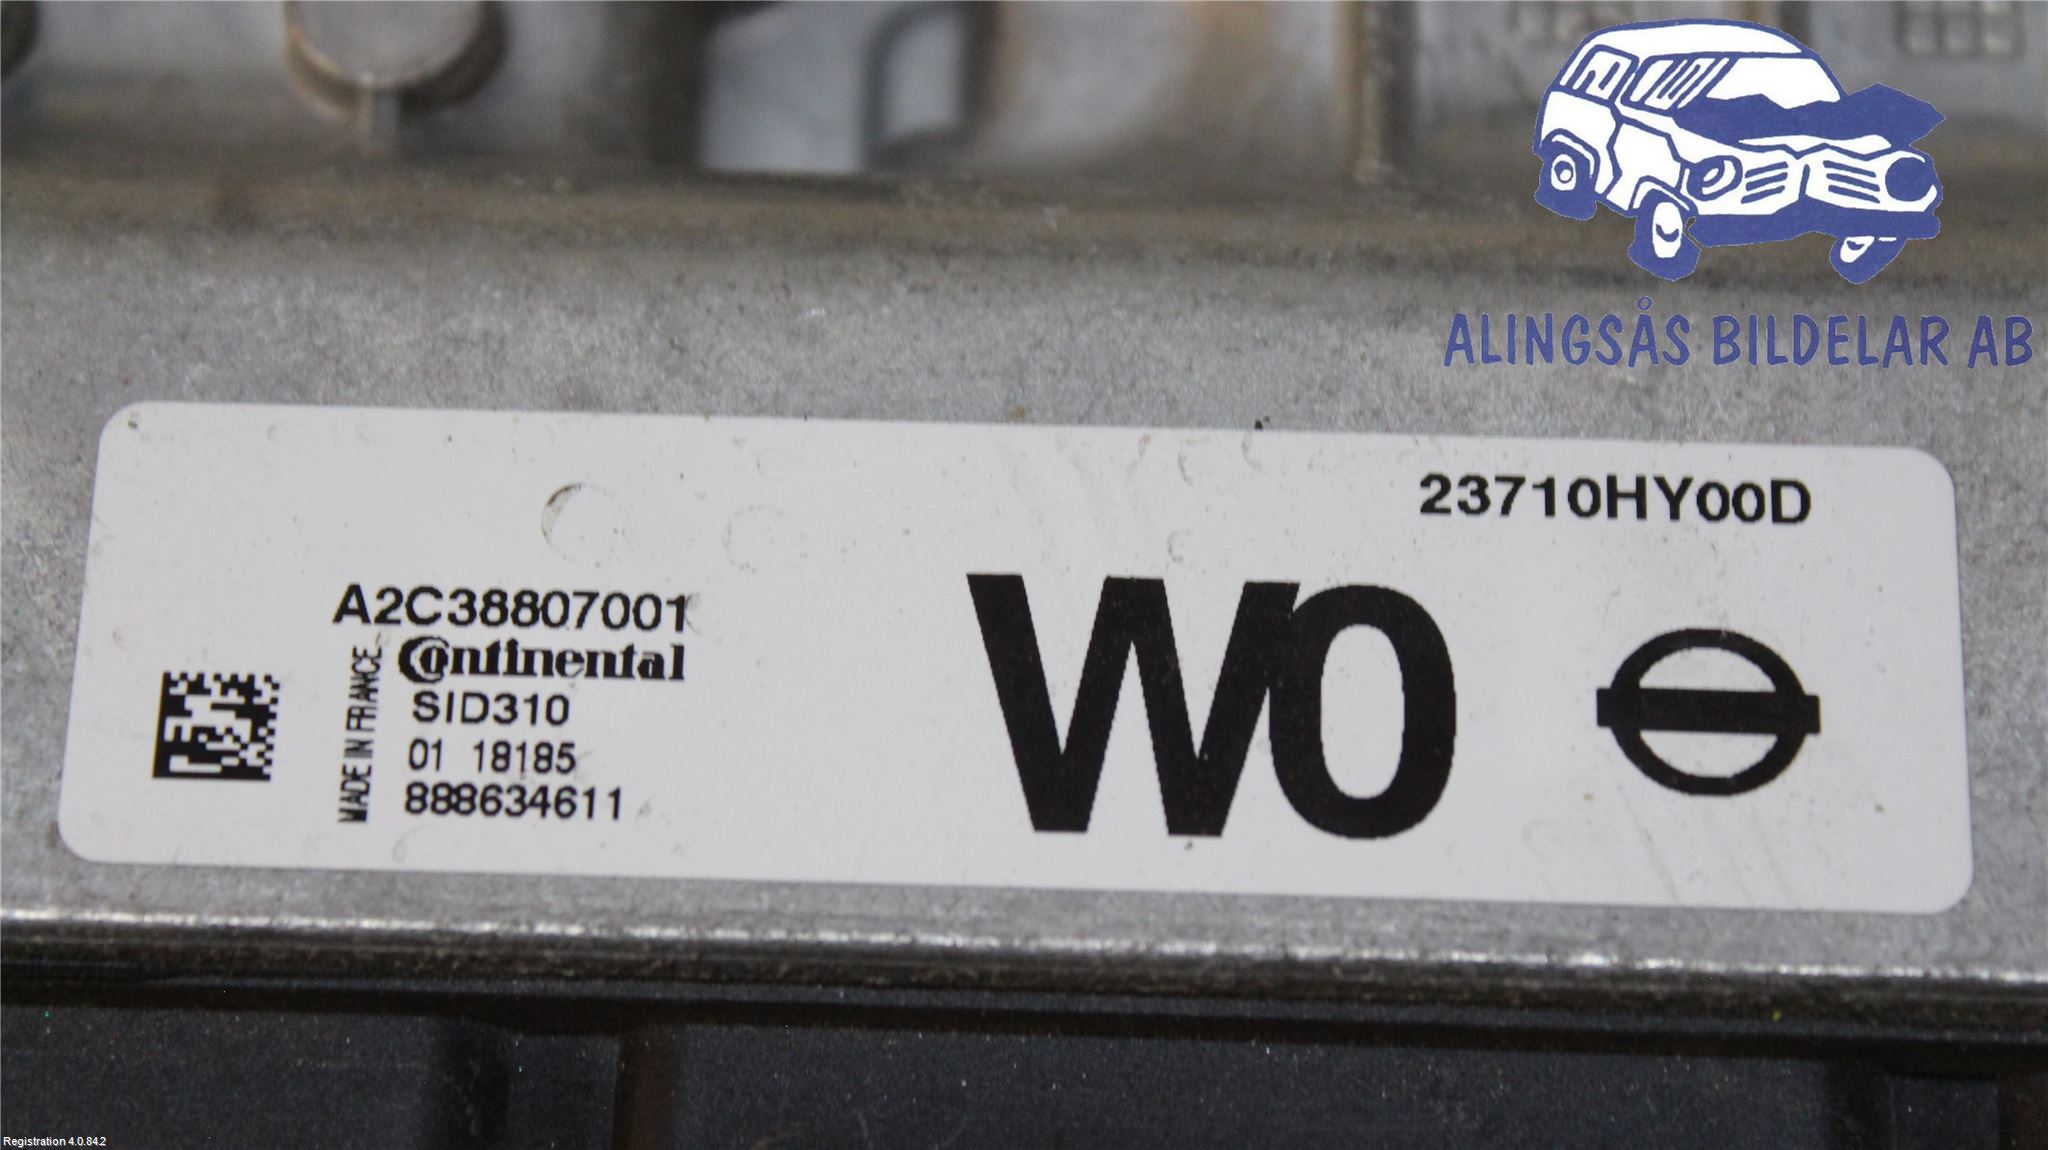 ALINGSÅS BILDELAR AB
23710HY00D
A2C38807001
MADE IN FRANCE
Continental
SID310
01 18185
888634611
W0
Registration 4.0.84.2